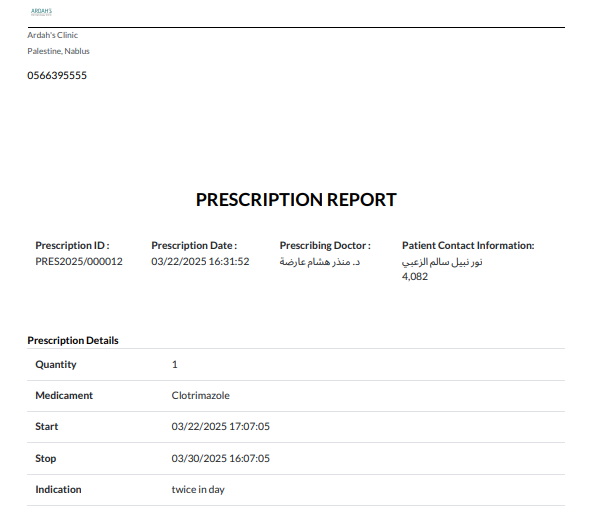 ARDAH'S
Ardah's Clinic
Palestine, Nablus
0566395555
PRESCRIPTION REPORT
Prescription ID : Prescription Date : Prescribing Doctor : Patient Contact Information:
PRES2025/000012 03/22/2025 16:31:52 د. منذر هشام عارضة نور نبيل سالم الزعبي
4,082
Prescription Details
Quantity 1
Medicament Clotrimazole
Start 03/22/2025 17:07:05
Stop 03/30/2025 16:07:05
Indication twice in day